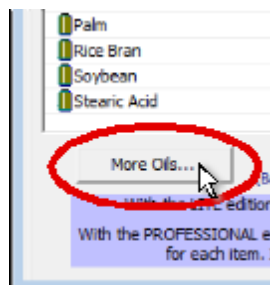 Palm
Rice Bran
Soybean
Stearic Acid
More Oils...
With the LITE edition
With the PROFESSIONAL e
for each item.